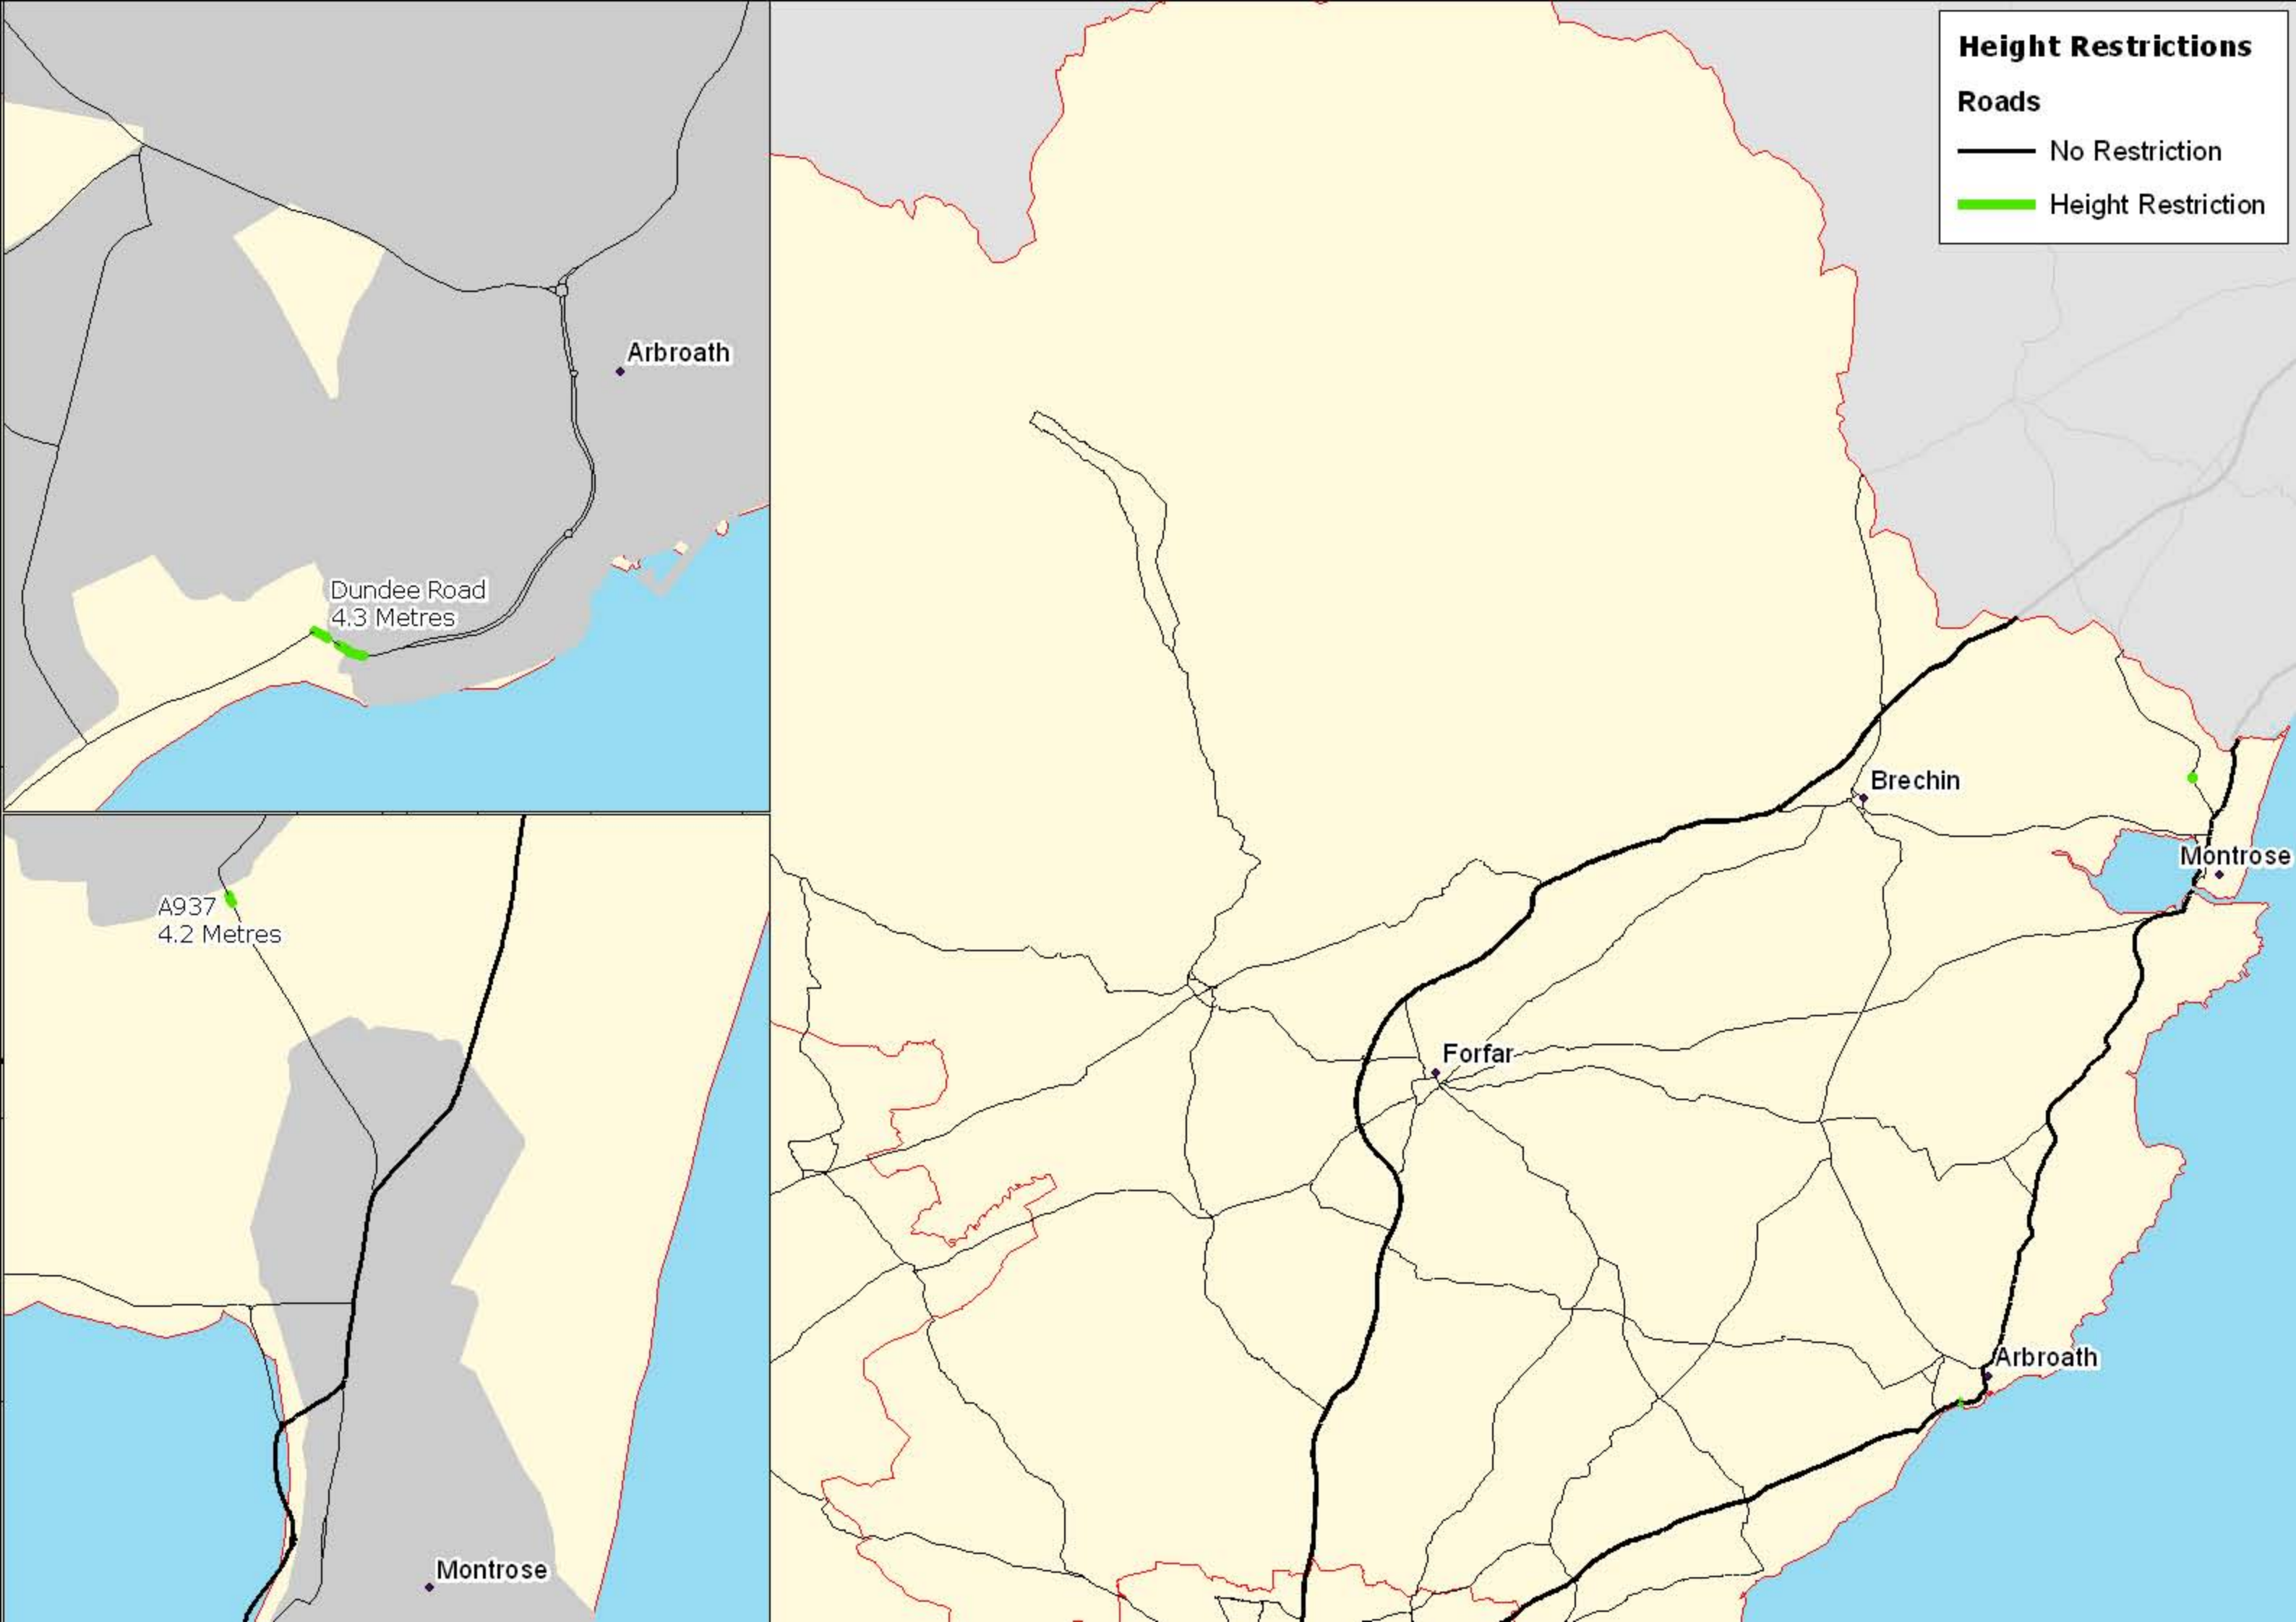 Height Restrictions
Roads
No Restriction
Height Restriction
Arbroath
Dundee Road
4.3 Metres
A937
4.2 Metres
Montrose
Brechin
Montrose
Forfar
Arbroath